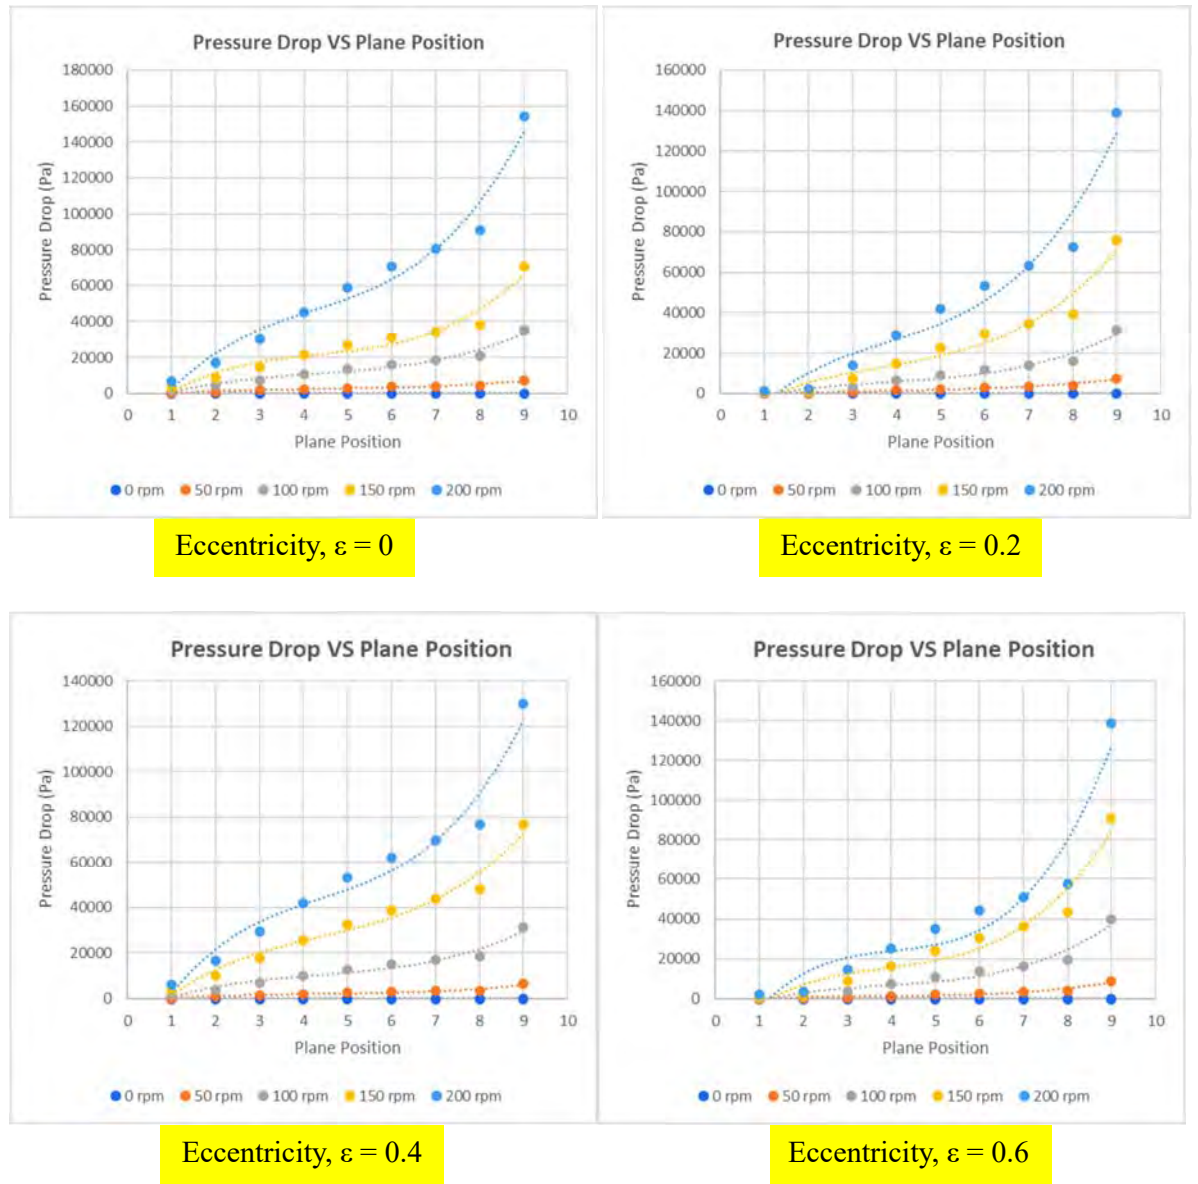 Pressure Drop VS Plane Position
180000
160000
140000
120000
100000
80000
60000
40000
20000
0
Pressure Drop (Pa)
0 1 2 3 4 5 6 7 8 9 10
Plane Position
0 rpm 50 rpm 100 rpm 150 rpm 200 rpm
Eccentricity, ε = 0
Pressure Drop VS Plane Position
160000
140000
120000
100000
80000
60000
40000
20000
0
Pressure Drop (Pa)
0 1 2 3 4 5 6 7 8 9 10
Plane Position
0 rpm 50 rpm 100 rpm 150 rpm 200 rpm
Eccentricity, ε = 0.2
Pressure Drop VS Plane Position
140000
120000
100000
80000
60000
40000
20000
0
Pressure Drop (Pa)
0 1 2 3 4 5 6 7 8 9 10
Plane Position
0 rpm 50 rpm 100 rpm 150 rpm 200 rpm
Eccentricity, ε = 0.4
Pressure Drop VS Plane Position
160000
140000
120000
100000
80000
60000
40000
20000
0
Pressure Drop (Pa)
0 1 2 3 4 5 6 7 8 9 10
Plane Position
0 rpm 50 rpm 100 rpm 150 rpm 200 rpm
Eccentricity, ε = 0.6